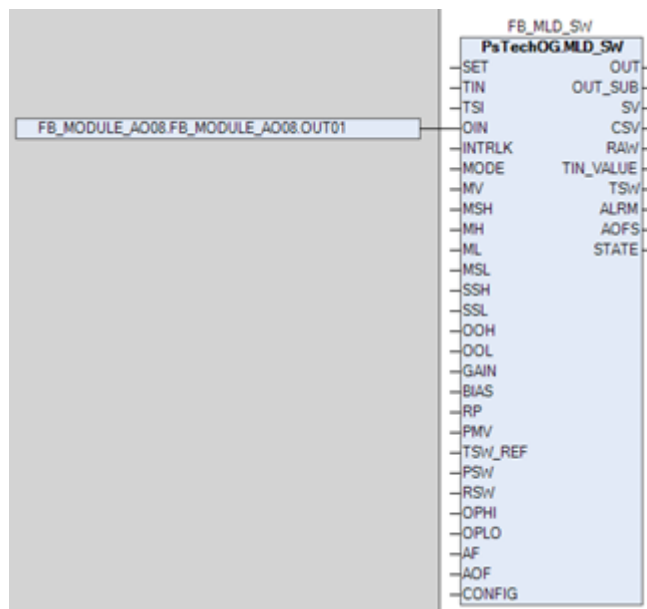 FB_MLD_SW
PsTechOG.MLD_SW
SET OUT
TIN OUT_SUB
TSI SV
FB_MODULE_AO08.FB_MODULE_AO08.OUT01 OIN CSV
INTRLK RAW
MODE TIN_VALUE
MV TSW
MSH ALRM
MH AOFS
ML STATE
MSL
SSH
SSL
OOH
OOL
GAIN
BIAS
RP
PMV
TSW_REF
PSW
RSW
OPHI
OPLO
AF
AOF
CONFIG